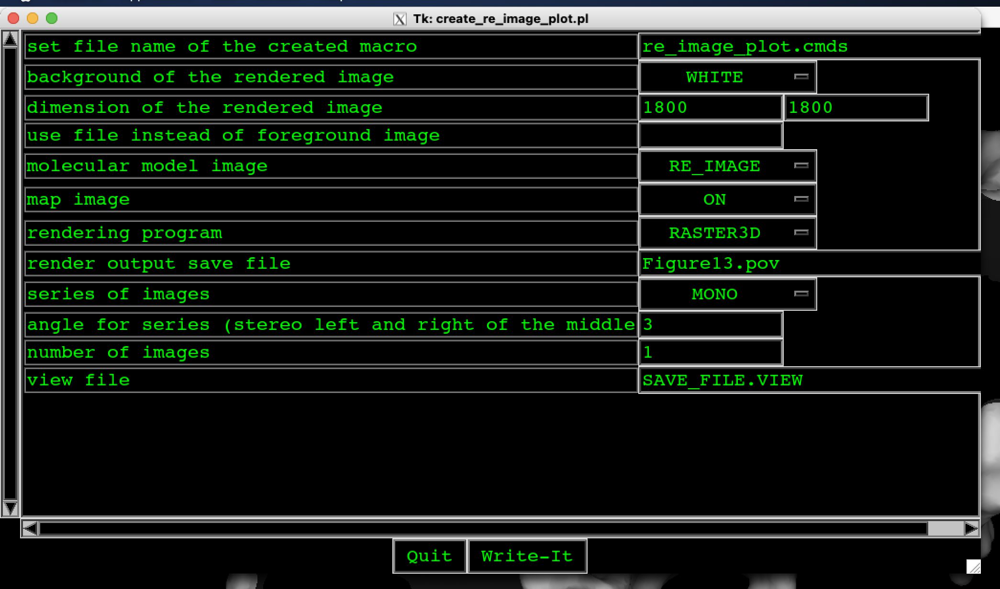 Tk: create_re_image_plot.pl
set file name of the created macro re_image_plot.cmds
background of the rendered image WHITE
dimension of the rendered image 1800 1800
use file instead of foreground image
molecular model image RE_IMAGE
map image ON
rendering program RASTER3D
render output save file Figure13.pov
series of images MONO
angle for series (stereo left and right of the middle 3
number of images 1
view file SAVE_FILE.VIEW
Quit Write-It